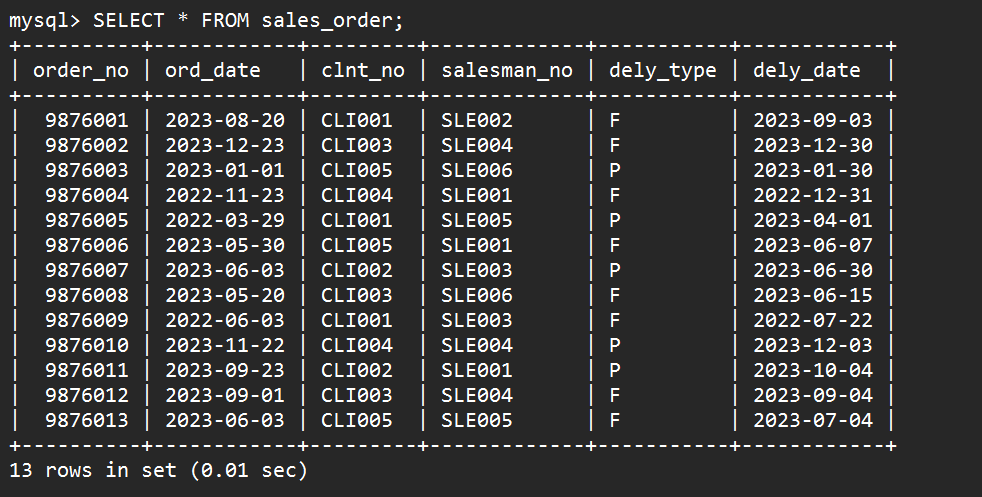 mysql> SELECT * FROM sales_order;
+----------+------------+---------+-------------+-----------+------------+
| order_no | ord_date   | clnt_no | salesman_no | dely_type | dely_date  |
+----------+------------+---------+-------------+-----------+------------+
|  9876001 | 2023-08-20 | CLI001  | SLE002      | F         | 2023-09-03 |
|  9876002 | 2023-12-23 | CLI003  | SLE004      | F         | 2023-12-30 |
|  9876003 | 2023-01-01 | CLI005  | SLE006      | P         | 2023-01-30 |
|  9876004 | 2022-11-23 | CLI004  | SLE001      | F         | 2022-12-31 |
|  9876005 | 2022-03-29 | CLI001  | SLE005      | P         | 2023-04-01 |
|  9876006 | 2023-05-30 | CLI005  | SLE001      | F         | 2023-06-07 |
|  9876007 | 2023-06-03 | CLI002  | SLE003      | P         | 2023-06-30 |
|  9876008 | 2023-05-20 | CLI003  | SLE006      | F         | 2023-06-15 |
|  9876009 | 2022-06-03 | CLI001  | SLE003      | F         | 2022-07-22 |
|  9876010 | 2023-11-22 | CLI004  | SLE004      | P         | 2023-12-03 |
|  9876011 | 2023-09-23 | CLI002  | SLE001      | P         | 2023-10-04 |
|  9876012 | 2023-09-01 | CLI003  | SLE004      | F         | 2023-09-04 |
|  9876013 | 2023-06-03 | CLI005  | SLE005      | F         | 2023-07-04 |
+----------+------------+---------+-------------+-----------+------------+
13 rows in set (0.01 sec)